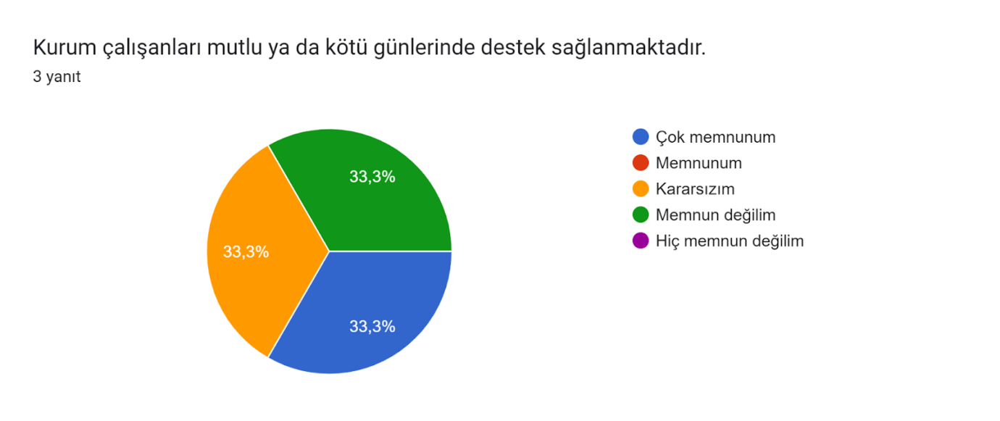 Kurum çalışanları mutlu ya da kötü günlerinde destek sağlanmaktadır.
3 yanıt
33,3%
33,3%
33,3%
Çok memnunum
Memnunum
Kararsızım
Memnun değilim
Hiç memnun değilim